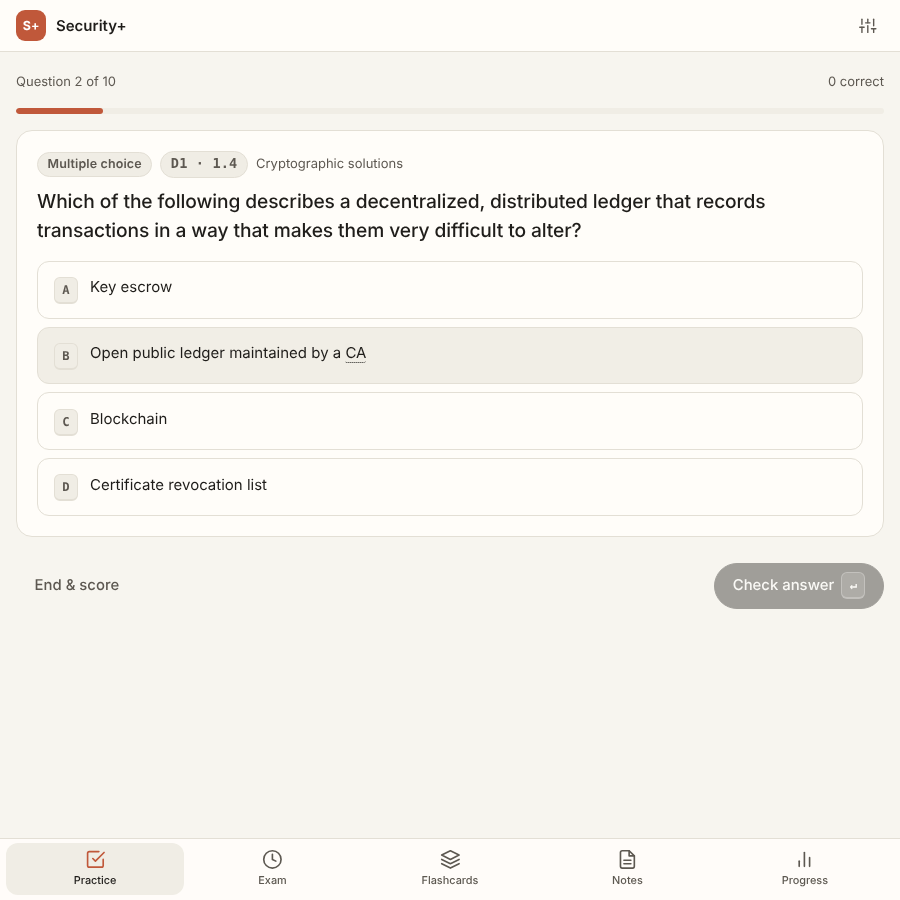 S+ Security+
Question 2 of 10 0 correct
Multiple choice D1 · 1.4 Cryptographic solutions
Which of the following describes a decentralized, distributed ledger that records
transactions in a way that makes them very difficult to alter?
A Key escrow
B Open public ledger maintained by a CA
C Blockchain
D Certificate revocation list
End & score Check answer ↵
Practice Exam Flashcards Notes Progress